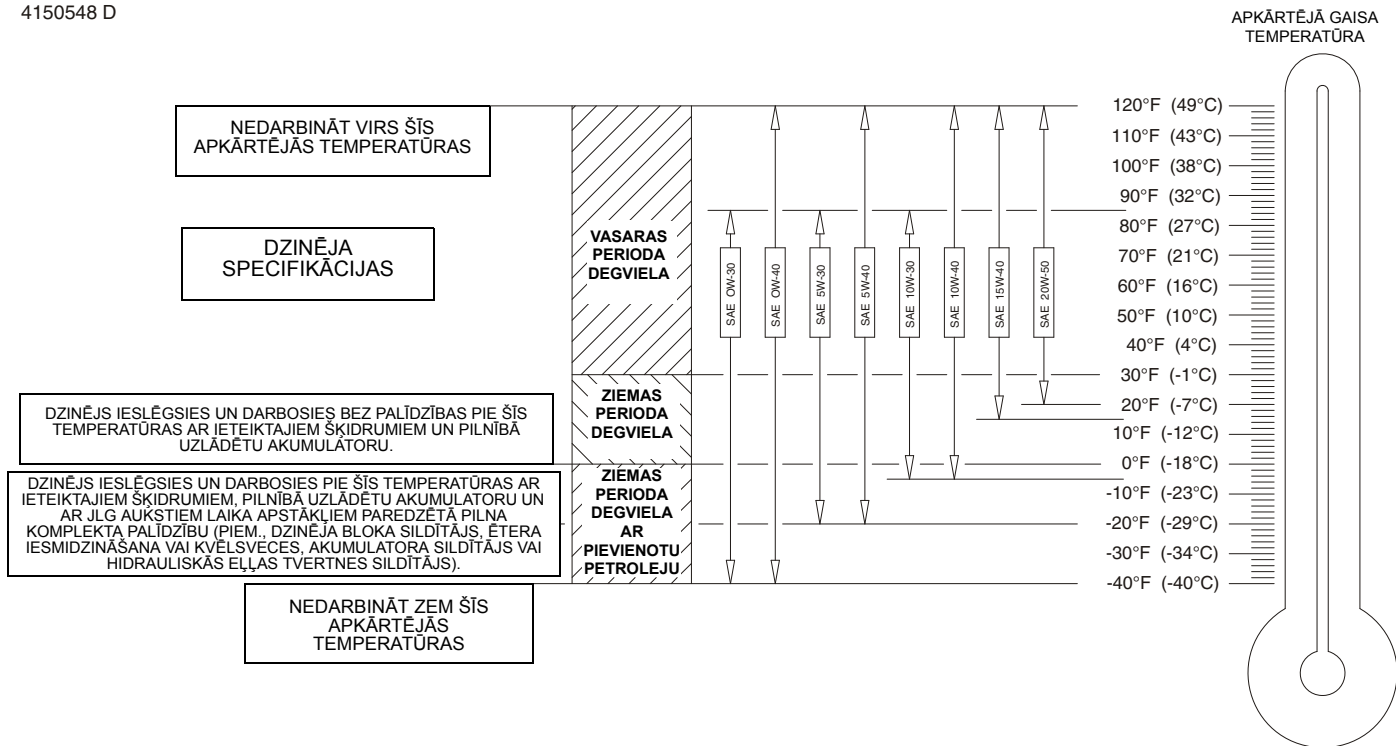 4150548 D
APKĀRTĒJĀ GAISA
TEMPERATŪRA
NEDARBINĀT VIRS ŠĪS
APKĀRTĒJĀS TEMPERATŪRAS
DZINĒJA
SPECIFIKĀCIJAS
DZINĒJS IESLĒGSIES UN DARBOSIES BEZ PALĪDZĪBAS PIE ŠĪS
TEMPERATŪRAS AR IETEIKTAJIEM ŠĶIDRUMIEM UN PILNĪBĀ
UZLĀDĒTU AKUMULATORU.
DZINĒJS IESLĒGSIES UN DARBOSIES PIE ŠĪS TEMPERATŪRAS AR
IETEIKTAJIEM ŠĶIDRUMIEM, PILNĪBĀ UZLĀDĒTU AKUMULATORU UN
AR JLG AUKSTIEM LAIKA APSTĀKĻIEM PAREDZĒTĀ PILNA
KOMPLEKTA PALĪDZĪBU (PIEM., DZINĒJA BLOKA SILDĪTĀJS, ĒTERA
IESMIDZINĀŠANA VAI KVĒLSVECES, AKUMULATORA SILDĪTĀJS VAI
HIDRAULISKĀS EĻĻAS TVERTNES SILDĪTĀJS).
NEDARBINĀT ZEM ŠĪS
APKĀRTĒJĀS
TEMPERATŪRAS
VASARAS
PERIODA
DEGVIELA
ZIEMAS
PERIODA
DEGVIELA
ZIEMAS
PERIODA
DEGVIELA
AR
PIEVIENOTU
PETROLEJU
SAE OW-30
SAE OW-40
SAE 5W-30
SAE 5W-40
SAE 10W-30
SAE 10W-40
SAE 15W-40
SAE 20W-50
120°F (49°C)
110°F (43°C)
100°F (38°C)
90°F (32°C)
80°F (27°C)
70°F (21°C)
60°F (16°C)
50°F (10°C)
40°F (4°C)
30°F (-1°C)
20°F (-7°C)
10°F (-12°C)
0°F (-18°C)
-10°F (-23°C)
-20°F (-29°C)
-30°F (-34°C)
-40°F (-40°C)